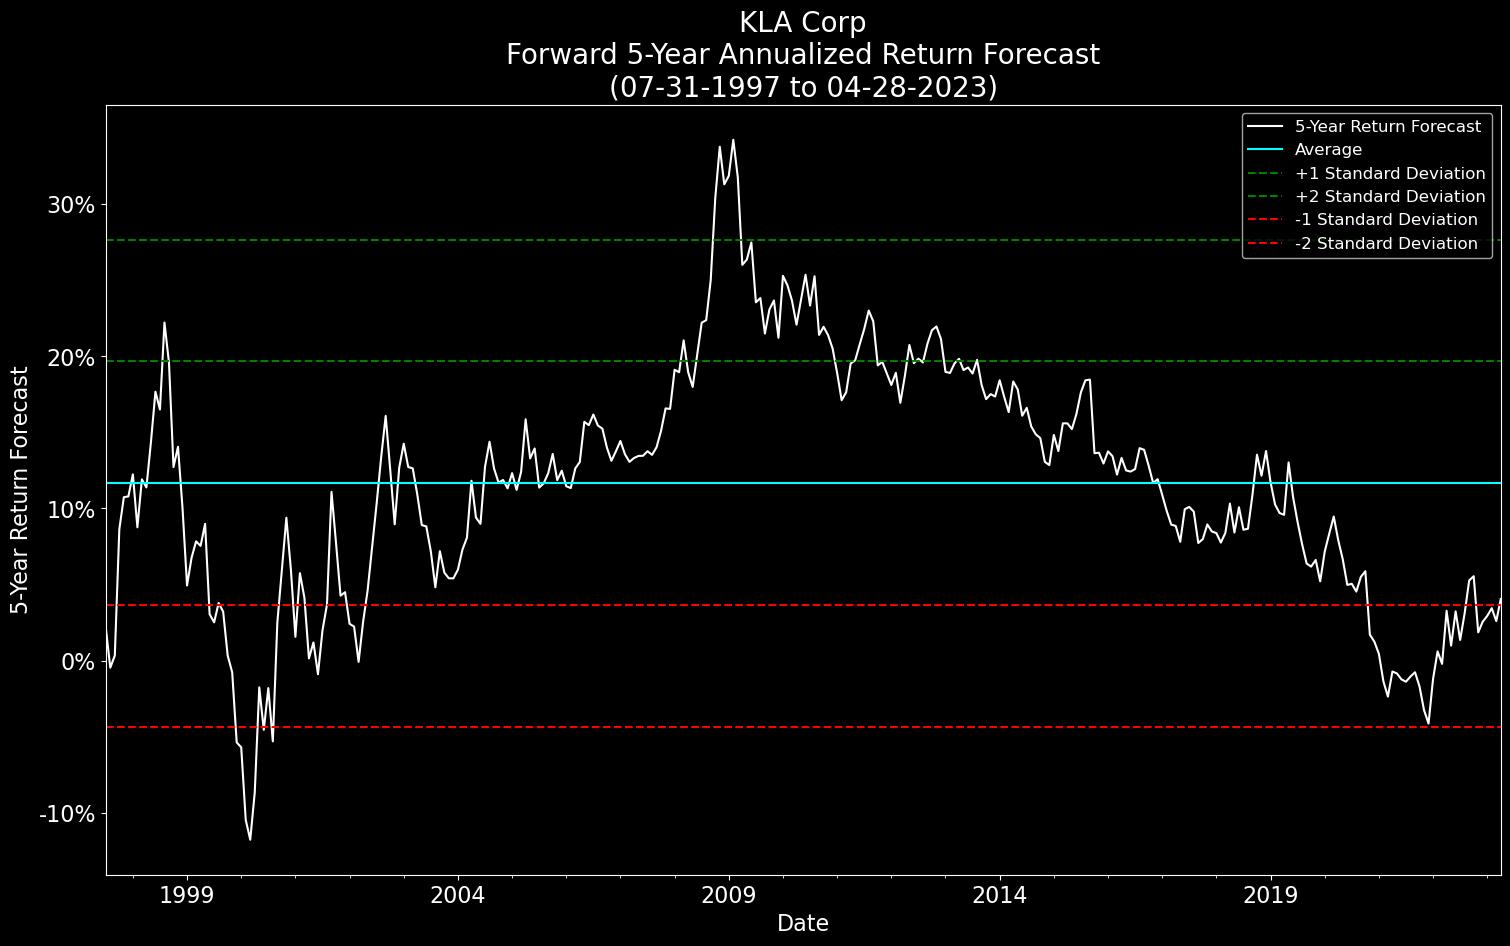 KLA Corp
Forward 5-Year Annualized Return Forecast
(07-31-1997 to 04-28-2023)
5-Year Return Forecast
Average
+1 Standard Deviation
+2 Standard Deviation
-1 Standard Deviation
-2 Standard Deviation
5-Year Return Forecast
30%
20%
10%
0%
-10%
1999 2004 2009 2014 2019
Date